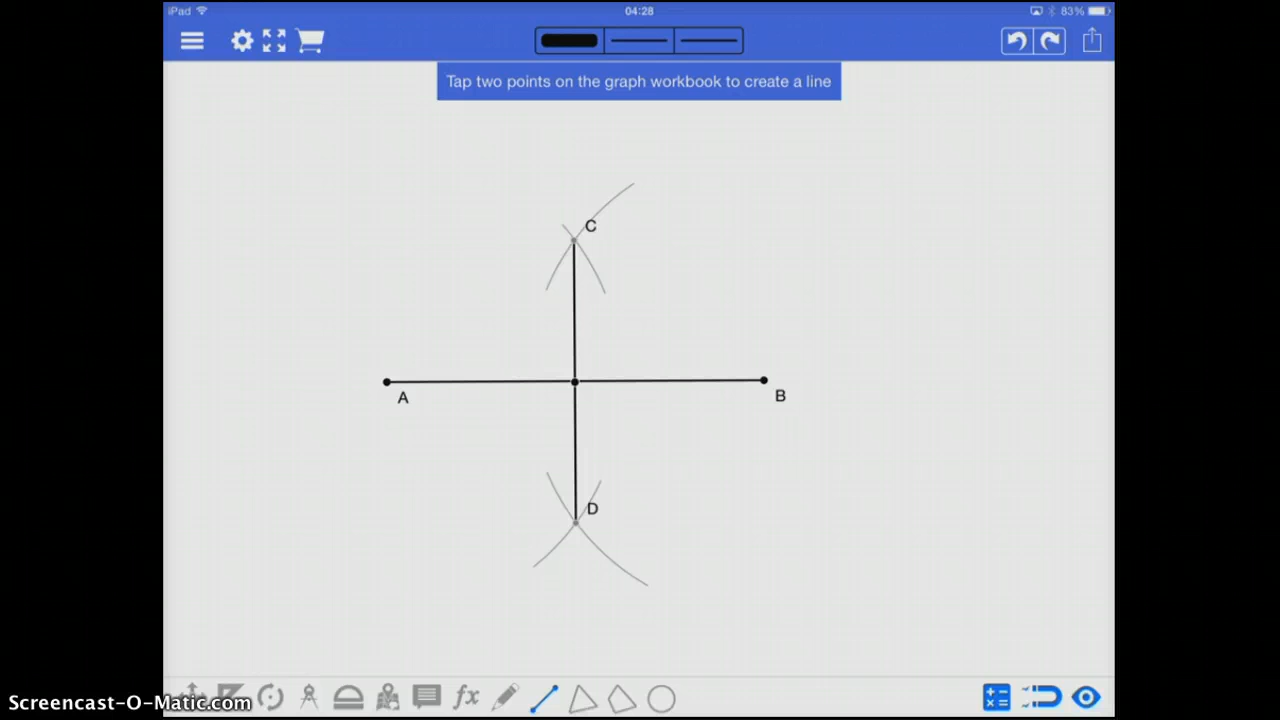 iPad 04:28 83%
Tap two points on the graph workbook to create a line
C
A B
D
fx
Screencast-O-Matic.com